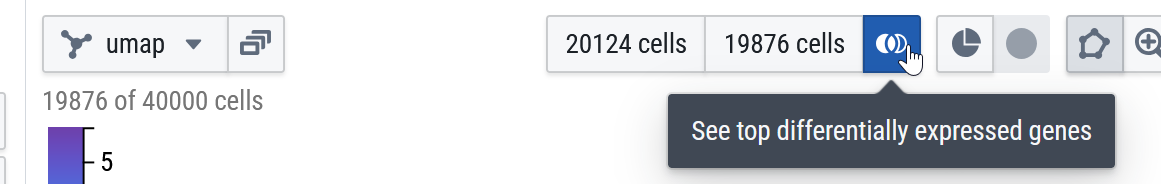 umap
20124 cells
19876 cells
19876 of 40000 cells
See top differentially expressed genes
5